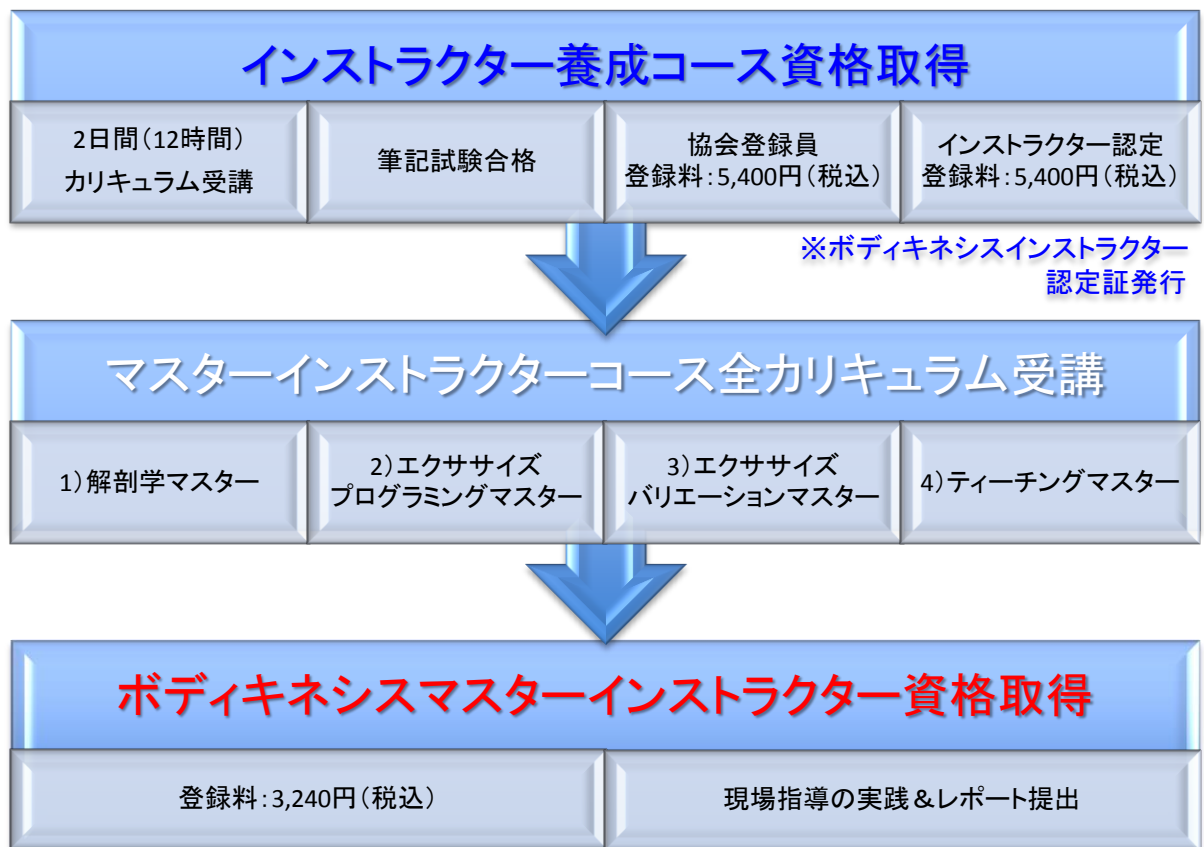 インストラクター養成コース資格取得
2日間（12時間）
カリキュラム受講
筆記試験合格
協会登録員
登録料：5,400円（税込）
インストラクター認定
登録料：5,400円（税込）
※ボディキネシスインストラクター
認定証発行
マスターインストラクターコース全カリキュラム受講
1）解剖学マスター
2）エクササイズ
プログラミングマスター
3）エクササイズ
バリエーションマスター
4）ティーチングマスター
ボディキネシスマスターインストラクター資格取得
登録料：3,240円（税込）
現場指導の実践＆レポート提出